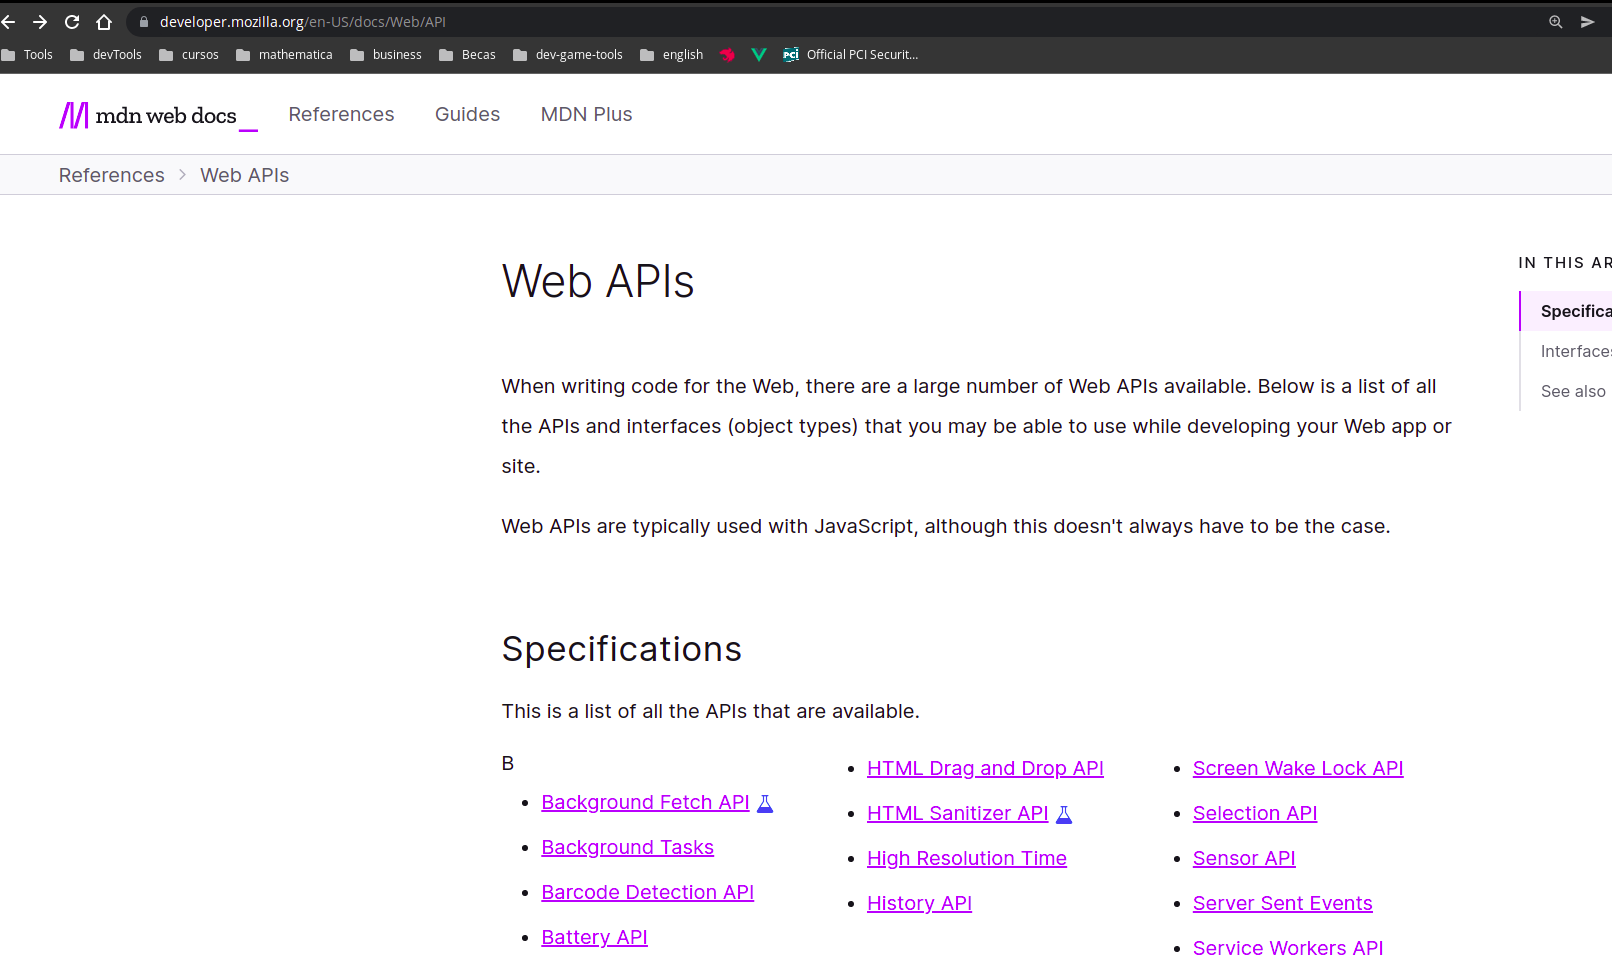 developer.mozilla.org/en-US/docs/Web/API
Tools devTools cursos mathematica business Becas dev-game-tools english PCI Official PCI Securit...
mdn web docs_ References Guides MDN Plus
References > Web APIs
Web APIs
When writing code for the Web, there are a large number of Web APIs available. Below is a list of all
the APIs and interfaces (object types) that you may be able to use while developing your Web app or
site.
Web APIs are typically used with JavaScript, although this doesn't always have to be the case.
Specifications
This is a list of all the APIs that are available.
B
Background Fetch API
Background Tasks
Barcode Detection API
Battery API
HTML Drag and Drop API
HTML Sanitizer API
High Resolution Time
History API
Screen Wake Lock API
Selection API
Sensor API
Server Sent Events
Service Workers API
IN THIS AR
Specifica
Interfaces
See also